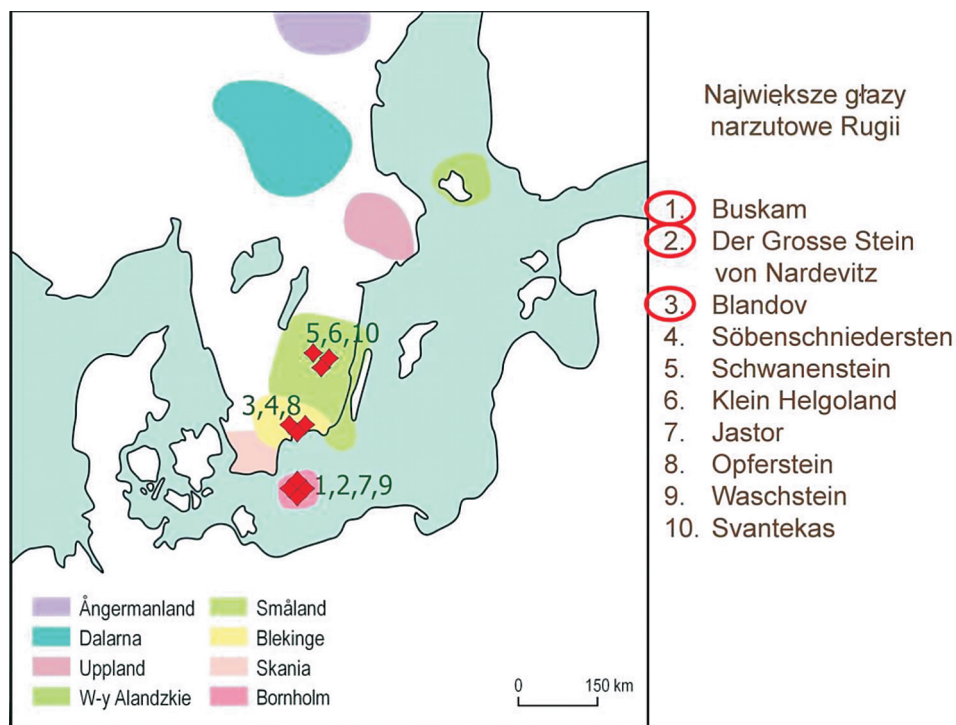 Największe głazy
narzutowe Rugii
1. Buskam
2. Der Grosse Stein
von Nardevitz
3. Blandov
4. Söbenschniedersten
5. Schwanenstein
6. Klein Helgoland
7. Jastor
8. Opferstein
9. Waschstein
10. Svantekas
5,6,10
3,4,8
1,2,7,9
Ångermanland
Dalarna
Uppland
W-y Alandzkie
Småland
Blekinge
Skania
Bornholm
0 150 km